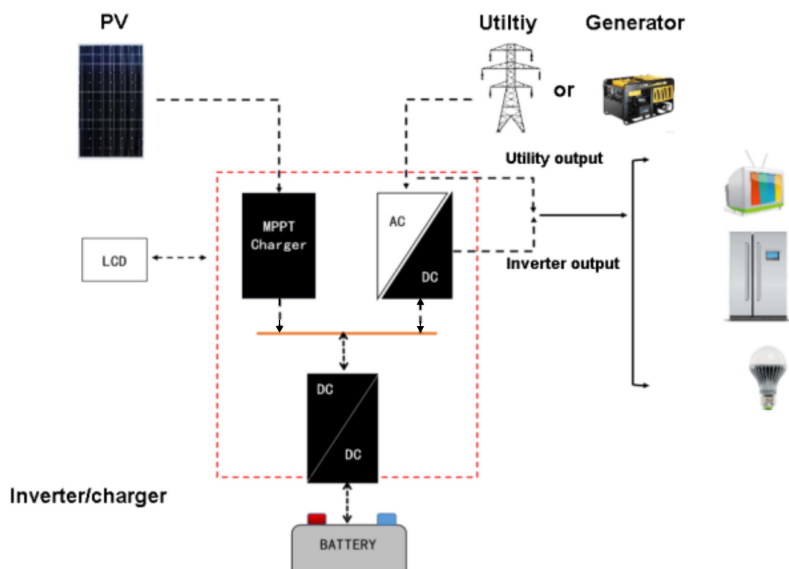 PV
Utiltiy
Generator
or
Utility output
MPPT
Charger
AC
DC
LCD
Inverter output
DC
DC
Inverter/charger
BATTERY